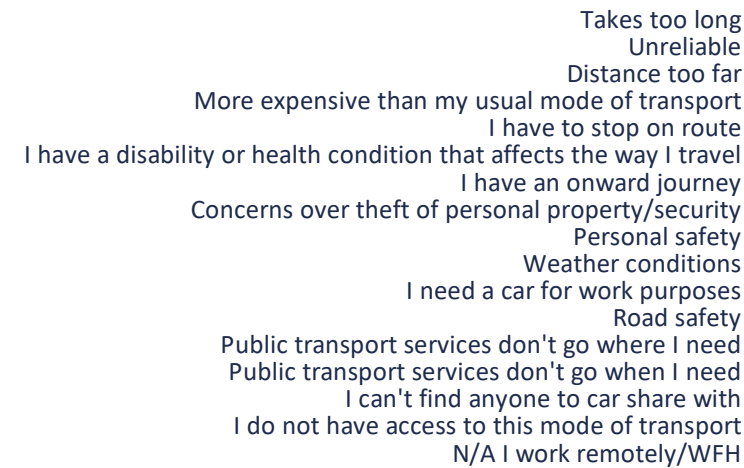 Takes too long
Unreliable
Distance too far
More expensive than my usual mode of transport
I have to stop on route
I have a disability or health condition that affects the way I travel
I have an onward journey
Concerns over theft of personal property/security
Personal safety
Weather conditions
I need a car for work purposes
Road safety
Public transport services don't go where I need
Public transport services don't go when I need
I can't find anyone to car share with
I do not have access to this mode of transport
N/A I work remotely/WFH